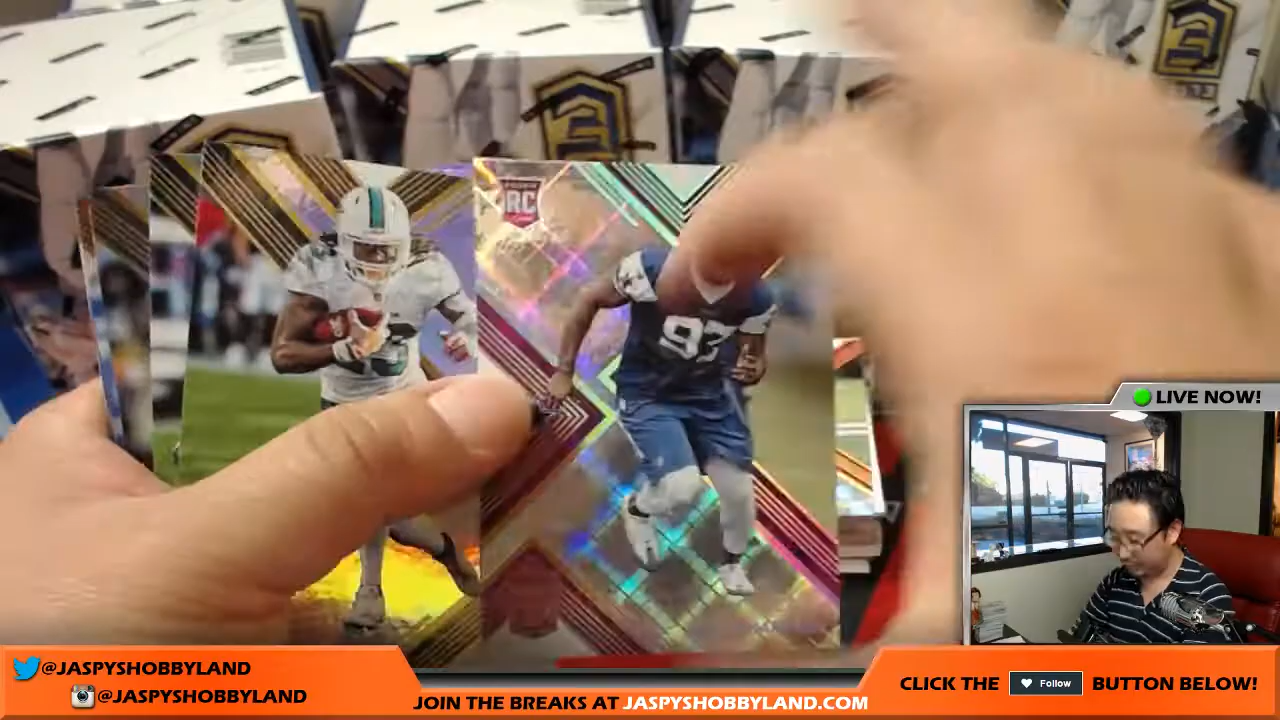 RC
97
LIVE NOW!
@JASPYSHOBBYLAND
@JASPYSHOBBYLAND
JOIN THE BREAKS AT JASPYSHOBBYLAND.COM
CLICK THE Follow BUTTON BELOW!